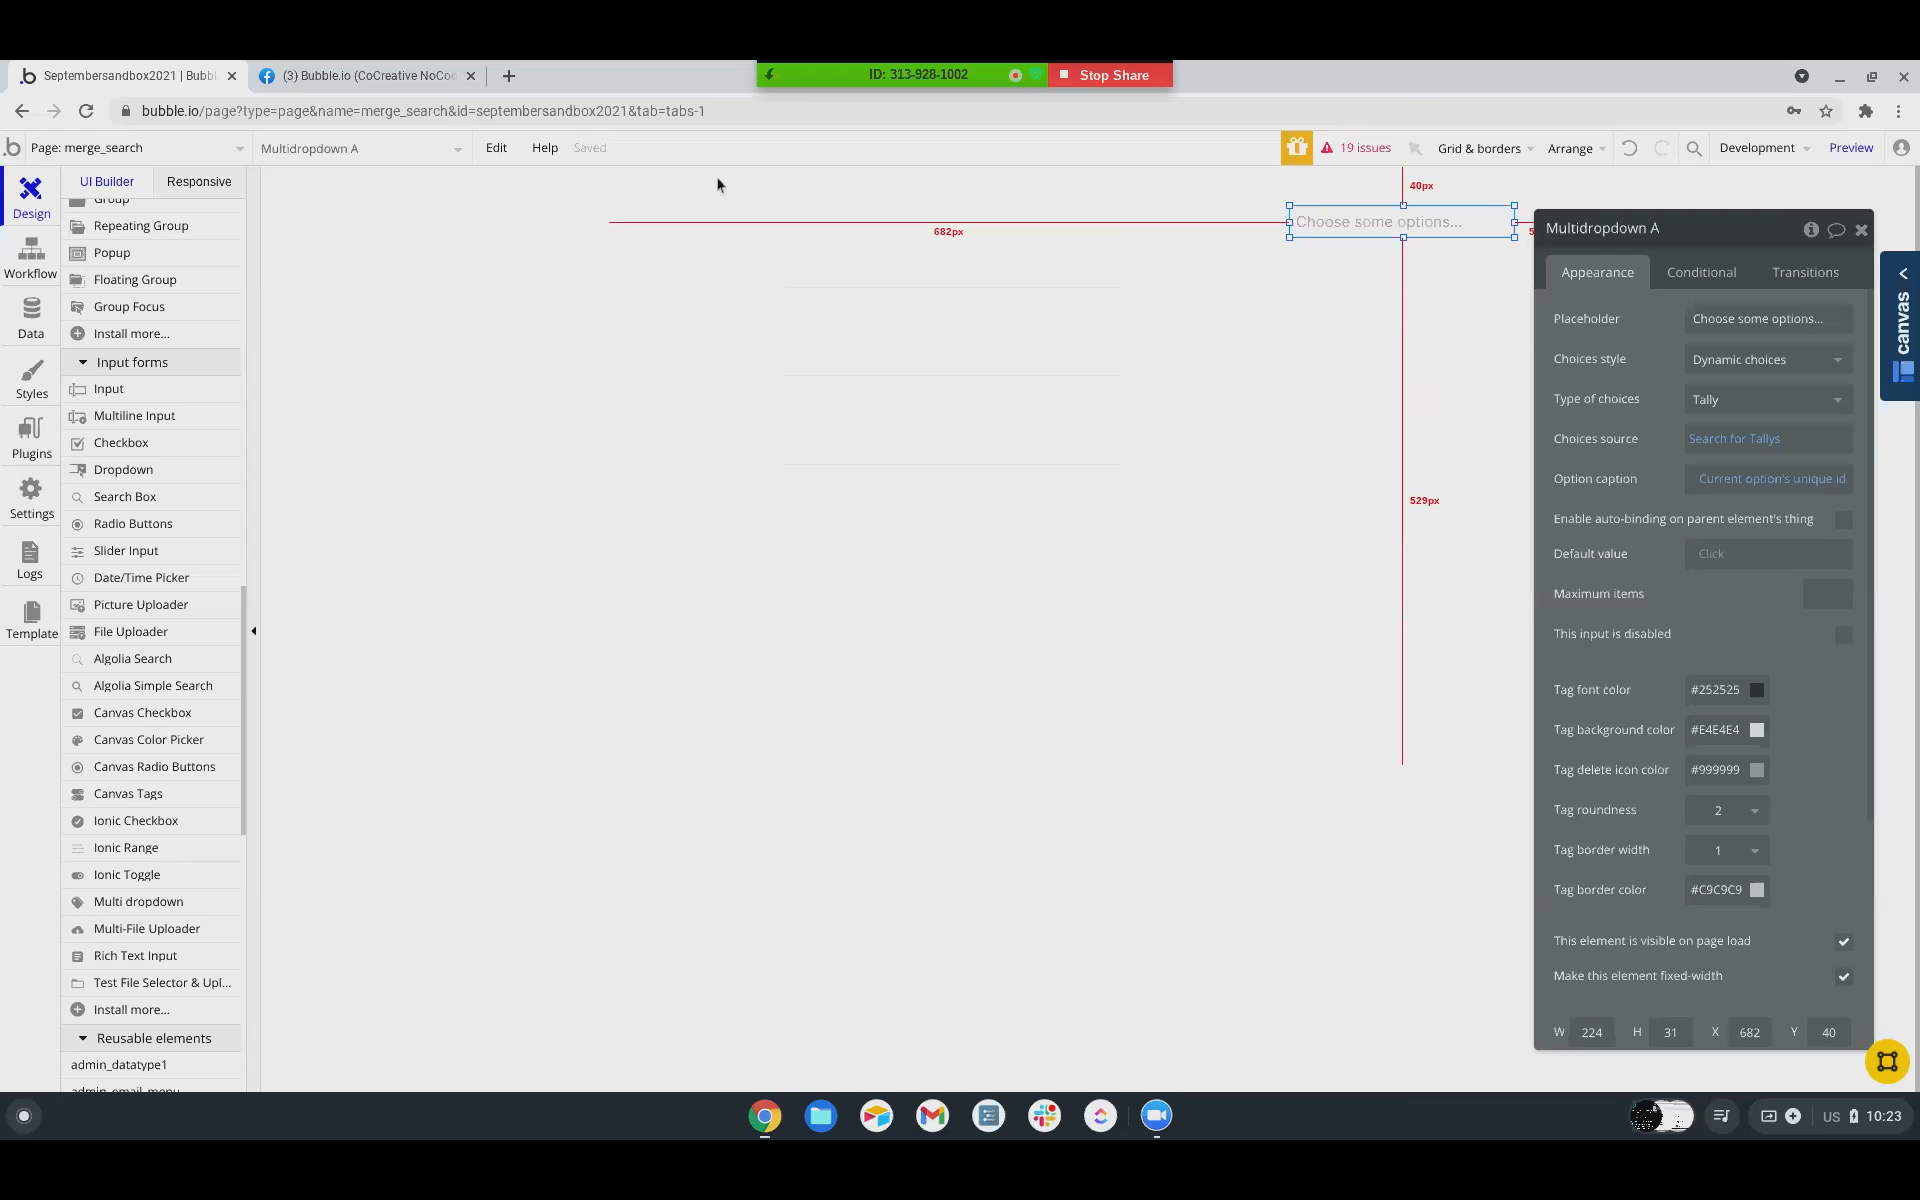 Septembersandbox2021 | Bubbl
(3) Bubble.io (CoCreative NoCo
ID: 313-928-1002
Stop Share
bubble.io/page?type=page&name=merge_search&id=septembersandbox2021&tab=tabs-1
Page: merge_search
Multidropdown A
Edit
Help
Saved
19 issues
Grid & borders
Arrange
Development
Preview
UI Builder
Responsive
Design
Workflow
Data
Styles
Plugins
Settings
Logs
Template
Group
Repeating Group
Popup
Floating Group
Group Focus
Install more...
Input forms
Input
Multiline Input
Checkbox
Dropdown
Search Box
Radio Buttons
Slider Input
Date/Time Picker
Picture Uploader
File Uploader
Algolia Search
Algolia Simple Search
Canvas Checkbox
Canvas Color Picker
Canvas Radio Buttons
Canvas Tags
Ionic Checkbox
Ionic Range
Ionic Toggle
Multi dropdown
Multi-File Uploader
Rich Text Input
Test File Selector & Upl...
Install more...
Reusable elements
admin_datatype1
admin_email_menu
40px
682px
Choose some options...
5
529px
Multidropdown A
Appearance
Conditional
Transitions
Placeholder
Choose some options...
Choices style
Dynamic choices
Type of choices
Tally
Choices source
Search for Tallys
Option caption
Current option's unique id
Enable auto-binding on parent element's thing
Default value
Click
Maximum items
This input is disabled
Tag font color
#252525
Tag background color
#E4E4E4
Tag delete icon color
#999999
Tag roundness
2
Tag border width
1
Tag border color
#C9C9C9
This element is visible on page load
Make this element fixed-width
W 224 H 31 X 682 Y 40
canvas
US
10:23